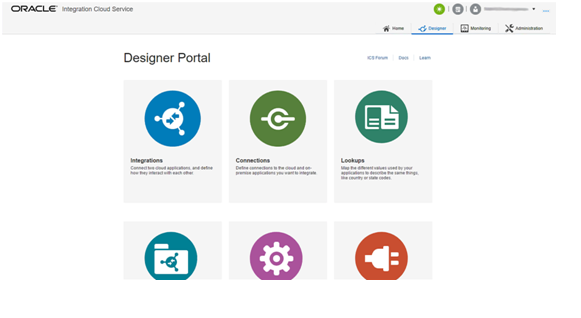 ORACLE Integration Cloud Service
Home Designer Monitoring Administration
Designer Portal
ICS Forum Docs Learn
Integrations
Connect two cloud applications, and define
how they interact with each other.
Connections
Define connections to the cloud and on-
premise applications you want to integrate.
Lookups
Map the different values used by your
applications to describe the same things,
like country or state codes.